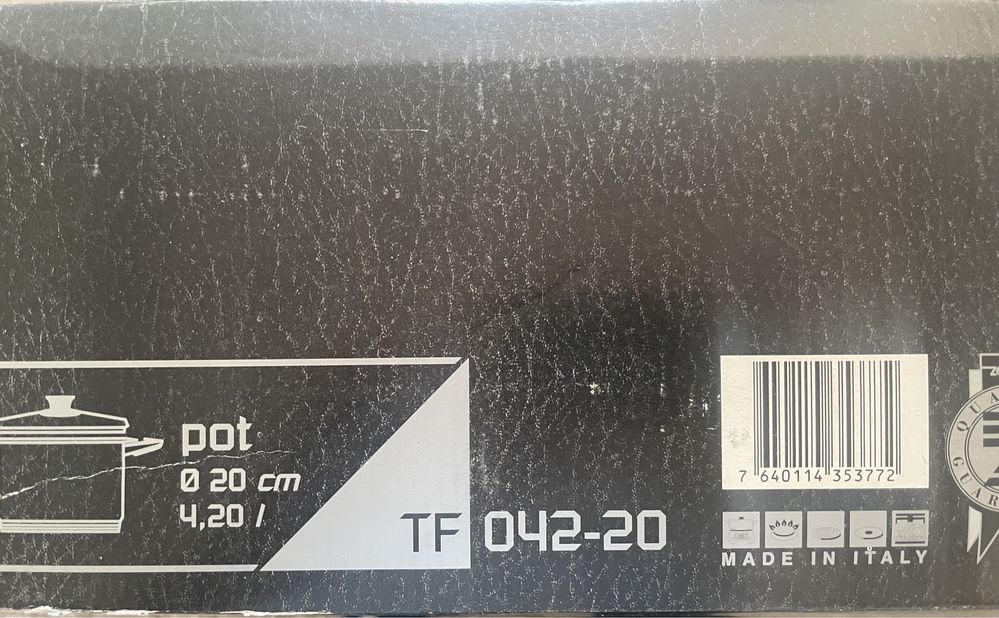 pot
Ø 20 cm
4,20 l
TF 042-20
7 640114 353772
MADE IN ITALY